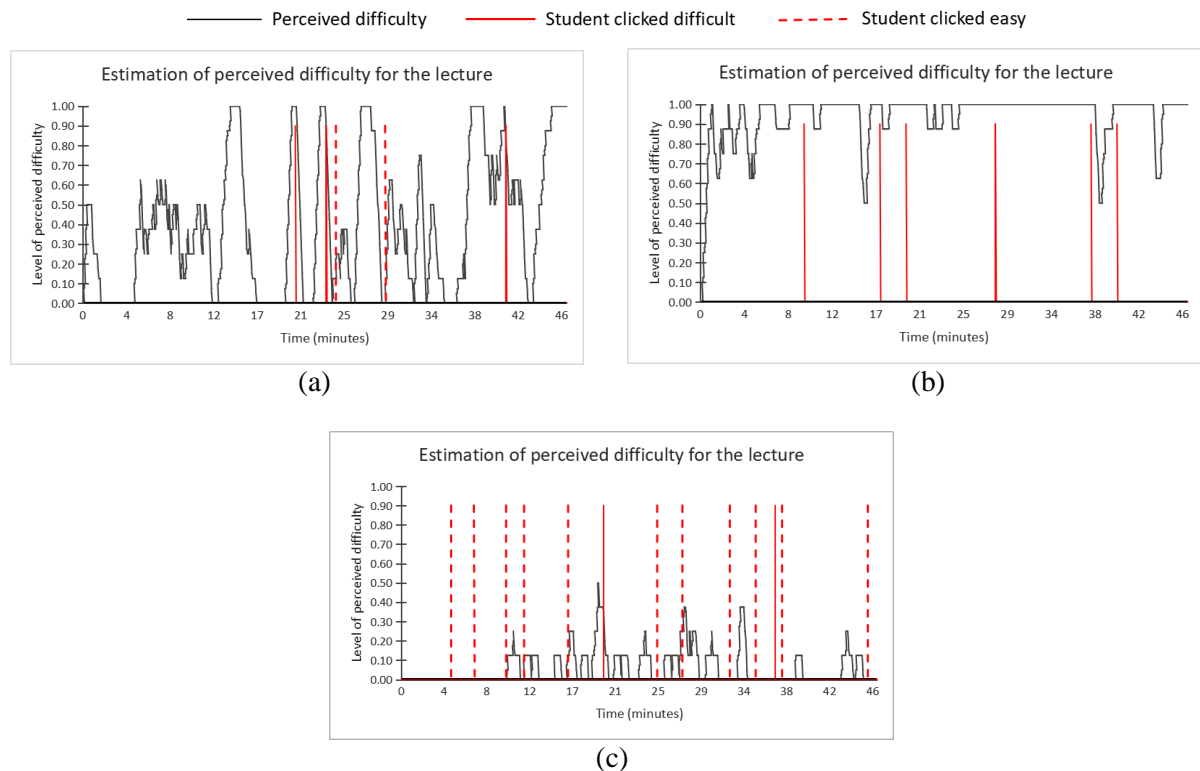 Perceived difficulty Student clicked difficult Student clicked easy
Estimation of perceived difficulty for the lecture
Level of perceived difficulty
1.00
0.90
0.80
0.70
0.60
0.50
0.40
0.30
0.20
0.10
0.00
0 4 8 12 17 21 25 29 34 38 42 46
Time (minutes)
(a)
Estimation of perceived difficulty for the lecture
Level of perceived difficulty
1.00
0.90
0.80
0.70
0.60
0.50
0.40
0.30
0.20
0.10
0.00
0 4 8 12 17 21 25 29 34 38 42 46
Time (minutes)
(b)
Estimation of perceived difficulty for the lecture
Level of perceived difficulty
1.00
0.90
0.80
0.70
0.60
0.50
0.40
0.30
0.20
0.10
0.00
0 4 8 12 17 21 25 29 34 38 42 46
Time (minutes)
(c)